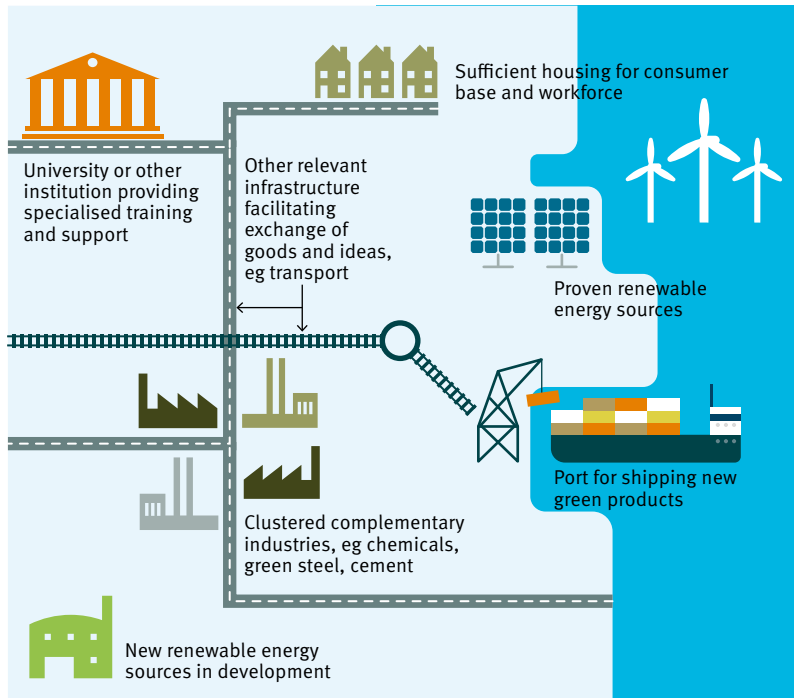 Sufficient housing for consumer
base and workforce
University or other
institution providing
specialised training
and support
Other relevant
infrastructure
facilitating
exchange of
goods and ideas,
eg transport
Proven renewable
energy sources
Port for shipping new
green products
Clustered complementary
industries, eg chemicals,
green steel, cement
New renewable energy
sources in development